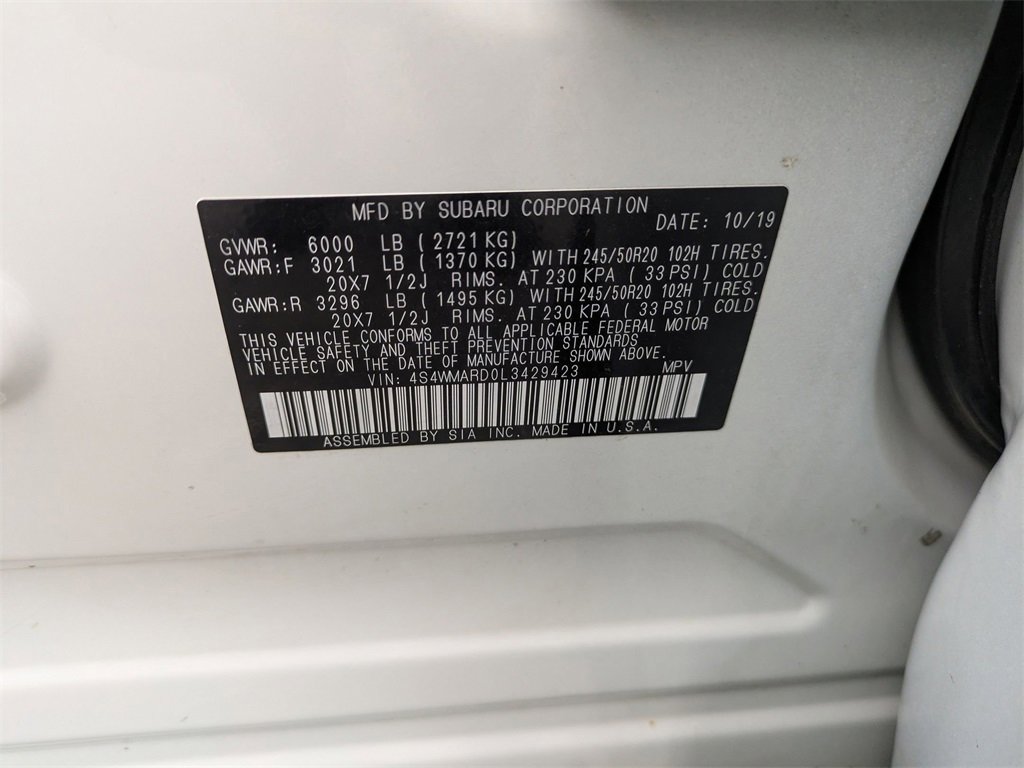 MFD BY SUBARU CORPORATION DATE: 10/19
GVWR: 6000 LB ( 2721 KG)
GAWR:F 3021 LB ( 1370 KG) WITH 245/50R20 102H TIRES.
20X7 1/2J RIMS. AT 230 KPA ( 33 PSI) COLD
GAWR:R 3296 LB ( 1495 KG) WITH 245/50R20 102H TIRES.
20X7 1/2J RIMS. AT 230 KPA ( 33 PSI) COLD
THIS VEHICLE CONFORMS TO ALL APPLICABLE FEDERAL MOTOR
VEHICLE SAFETY AND THEFT PREVENTION STANDARDS
IN EFFECT ON THE DATE OF MANUFACTURE SHOWN ABOVE.
VIN: 4S4WMARD0L3429423 MPV
ASSEMBLED BY SIA INC. MADE IN U.S.A.